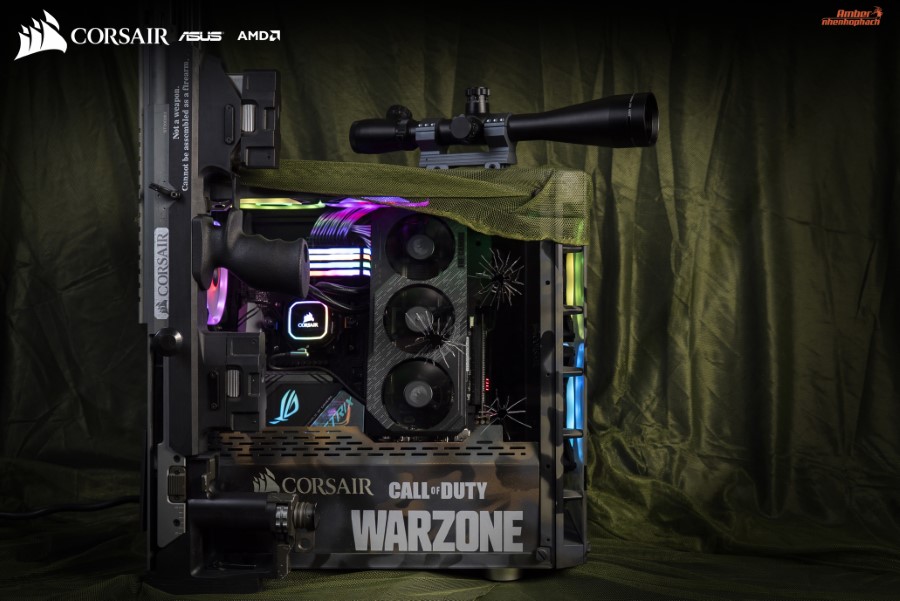 CORSAIR ASUS AMD
Amber
nhenhophach
Not a weapon.
Cannot be assembled as a firearm.
CORSAIR
CORSAIR
CORSAIR
CALL OF DUTY
WARZONE